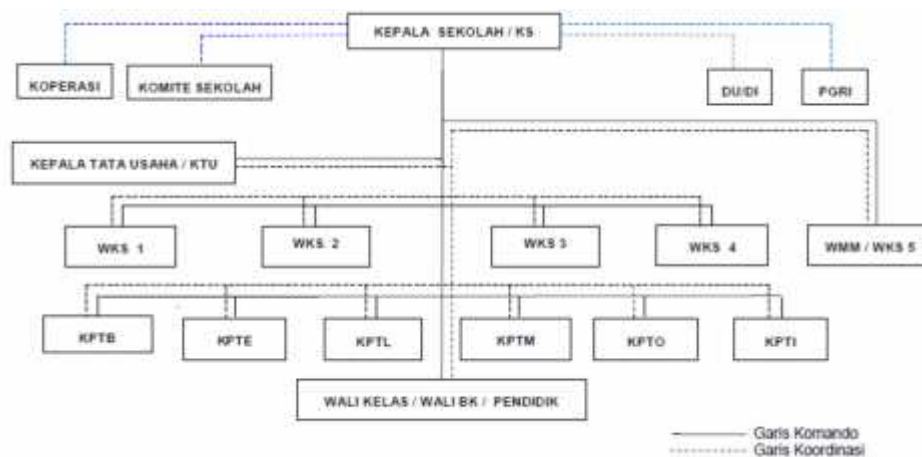 KEPALA SEKOLAH / KS
KOPERASI
KOMITE SEKOLAH
DU/DI
PGRI
KEPALA TATA USAHA / KTU
WKS 1
WKS 2
WKS 3
WKS 4
WMM / WKS 5
KPTB
KPTE
KPTL
KPTM
KPTO
KPTI
WALI KELAS / WALI BK / PENDIDIK
Garis Komando
Garis Koordinasi